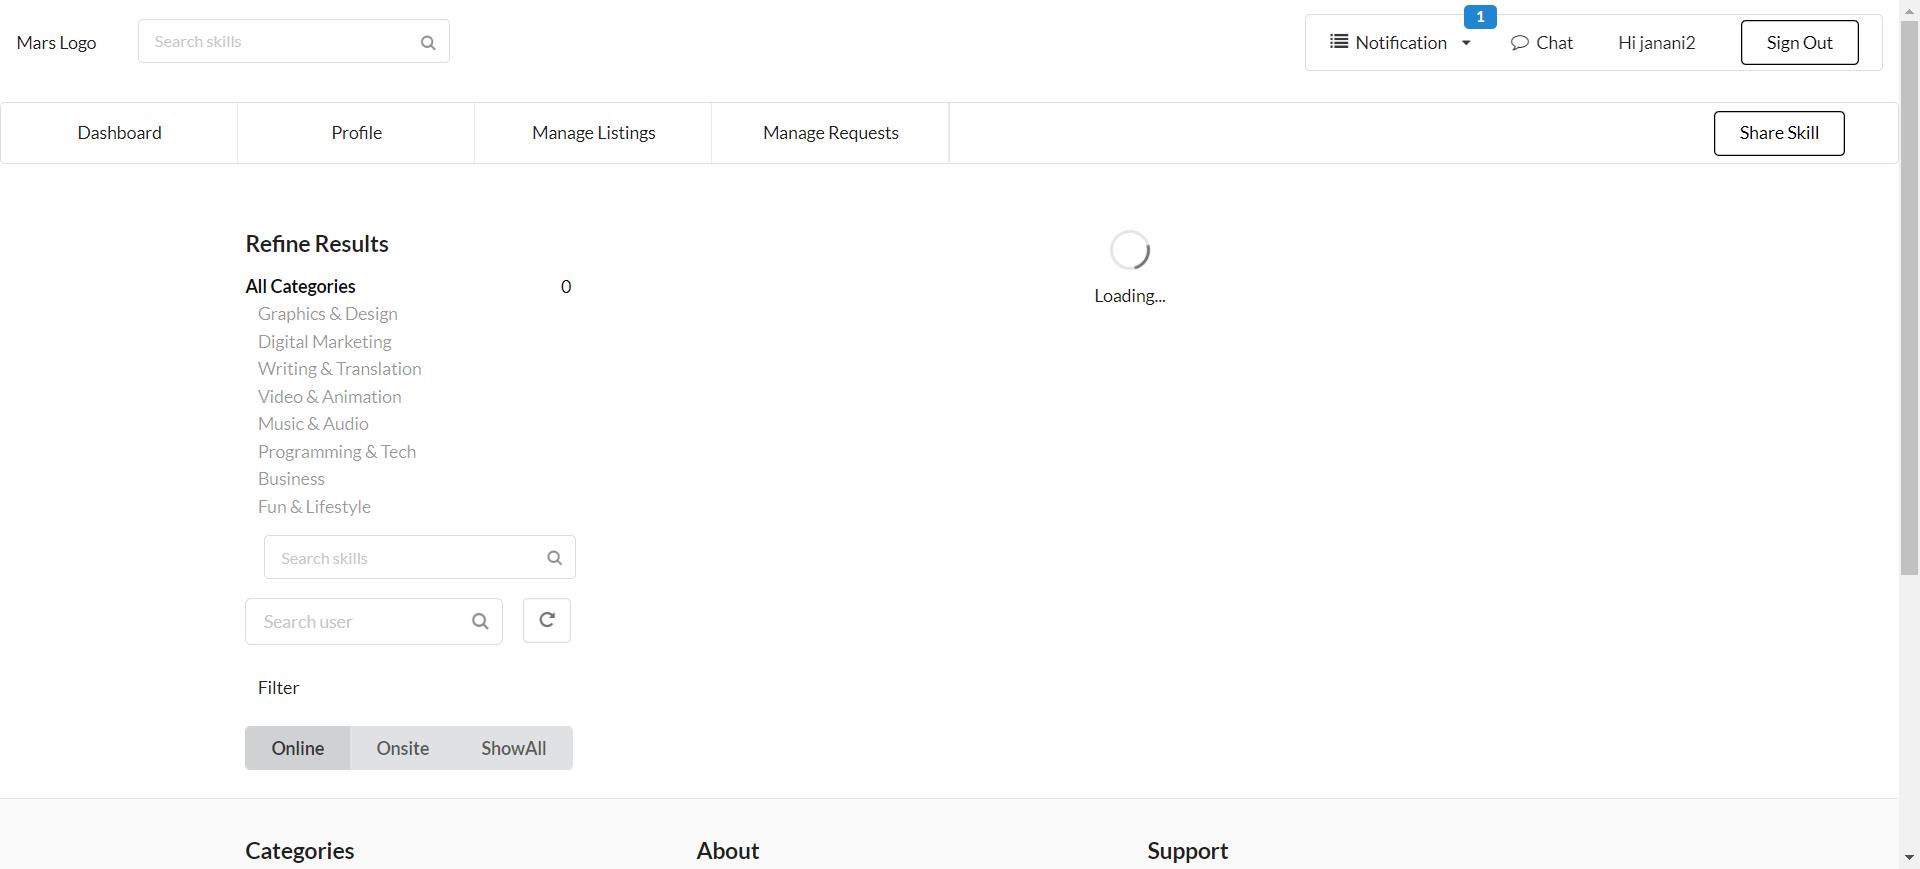 Mars Logo
Search skills
1
Notification
Chat
Hi janani2
Sign Out
Dashboard
Profile
Manage Listings
Manage Requests
Share Skill
Refine Results
All Categories 0
Graphics & Design
Digital Marketing
Writing & Translation
Video & Animation
Music & Audio
Programming & Tech
Business
Fun & Lifestyle
Search skills
Search user
Filter
Online Onsite ShowAll
Loading...
Categories
About
Support